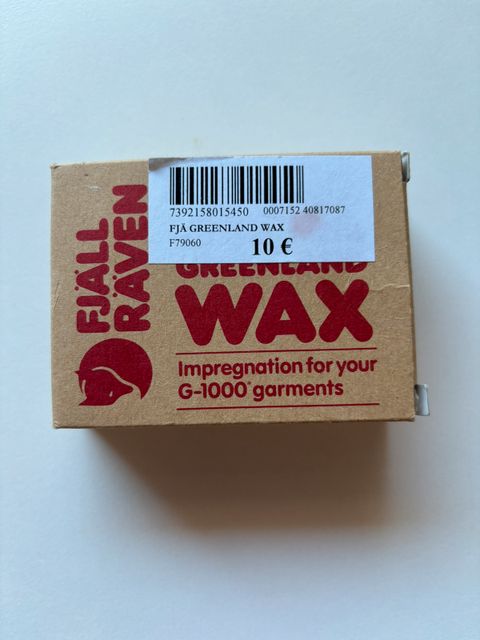 FJÄLL
RÄVEN
7392158015450 0007152 40817087
FJÄ GREENLAND WAX
F79060
10 €
GREENLAND
WAX
Impregnation for your
G-1000® garments